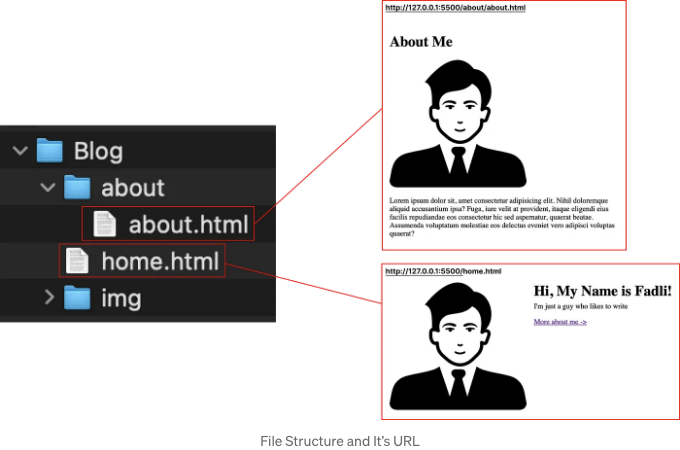 http://127.0.0.1:5500/about/about.html
About Me
Lorem ipsum dolor sit, amet consectetur adipisicing elit. Nihil doloremque
aliquid accusantium ipsa? Fuga, iure velit at provident, itaque eligendi eius
facilis repudiandae eos consectetur hic sed aspernatur, quaerat beatae.
Assumenda voluptatum molestiae eos delectus eveniet vero adipisci voluptas
quaerat?
Blog
about
about.html
home.html
img
http://127.0.0.1:5500/home.html
Hi, My Name is Fadli!
I'm just a guy who likes to write
More about me ->
File Structure and It's URL